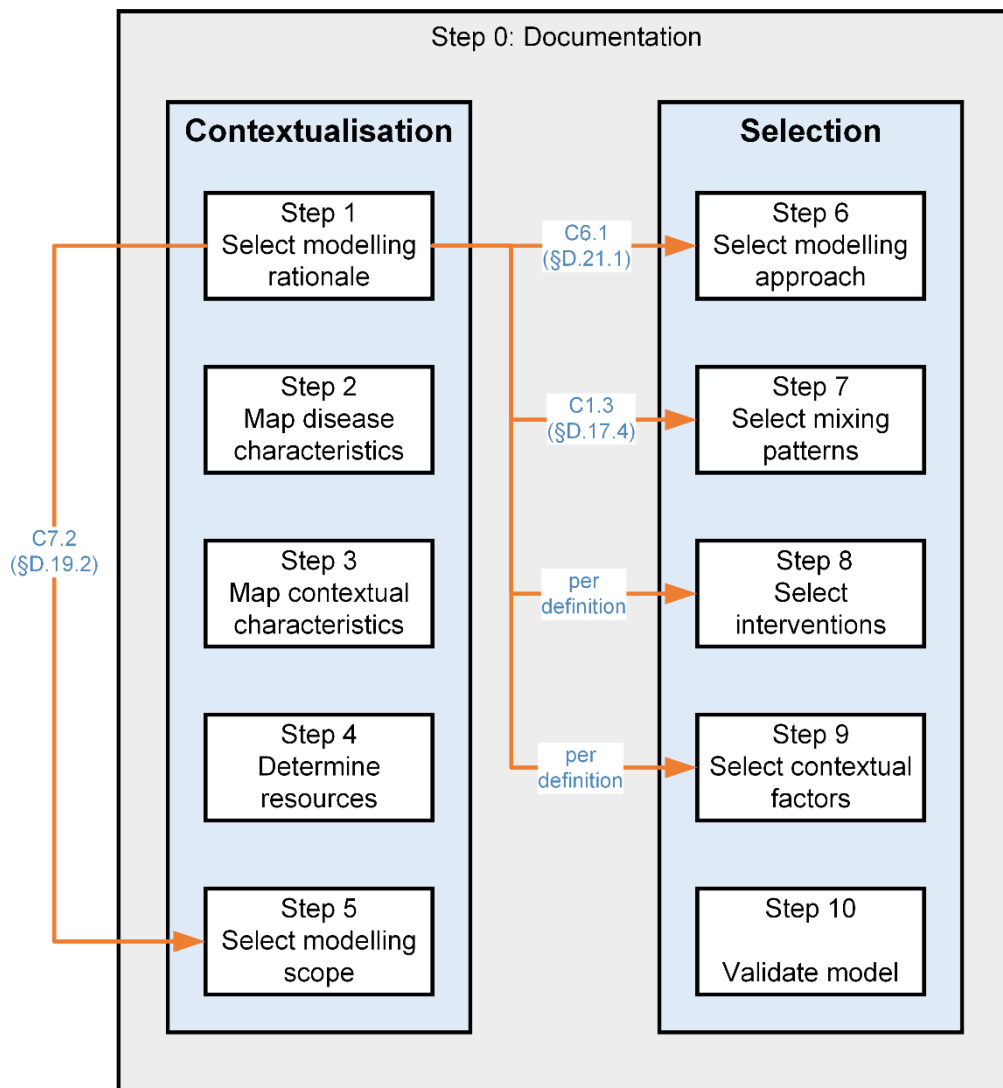 Step 0: Documentation
Contextualisation
Step 1
Select modelling
rationale
Step 2
Map disease
characteristics
Step 3
Map contextual
characteristics
Step 4
Determine
resources
Step 5
Select modelling
scope
C7.2
(§D.19.2)
C6.1
(§D.21.1)
C1.3
(§D.17.4)
per
definition
per
definition
Selection
Step 6
Select modelling
approach
Step 7
Select mixing
patterns
Step 8
Select
interventions
Step 9
Select contextual
factors
Step 10
Validate model